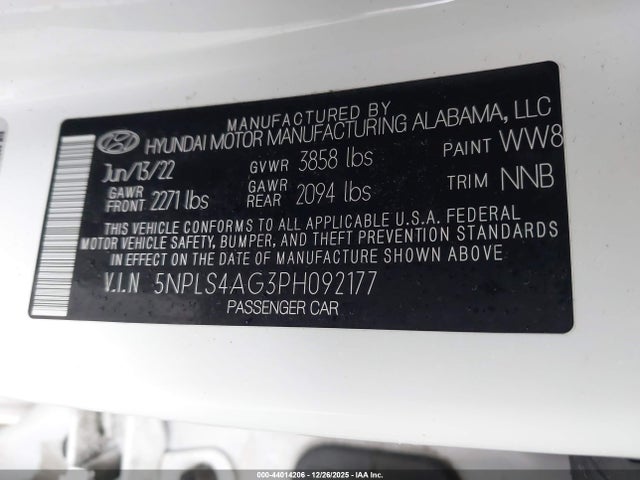 MANUFACTURED BY
HYUNDAI MOTOR MANUFACTURING ALABAMA, LLC
Jun/13/22 GVWR 3858 lbs PAINT WW8
GAWR FRONT 2271 lbs GAWR REAR 2094 lbs TRIM NNB
THIS VEHICLE CONFORMS TO ALL APPLICABLE U.S.A. FEDERAL
MOTOR VEHICLE SAFETY, BUMPER, AND THEFT PREVENTION STANDARDS
IN EFFECT ON THE DATE OF MANUFACTURE SHOWN ABOVE
V.I.N 5NPLS4AG3PH092177
PASSENGER CAR
000-44014206 - 12/26/2025 - IAA Inc.